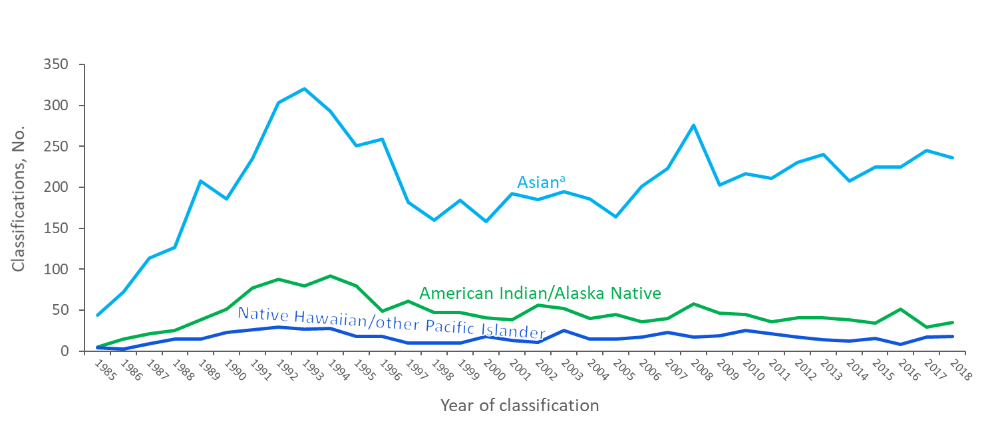 350
300
250
200
150
100
50
0
Classifications, No.
Asianᵃ
American Indian/Alaska Native
Native Hawaiian/other Pacific Islander
1985 1986 1987 1988 1989 1990 1991 1992 1993 1994 1995 1996 1997 1998 1999 2000 2001 2002 2003 2004 2005 2006 2007 2008 2009 2010 2011 2012 2013 2014 2015 2016 2017 2018
Year of classification